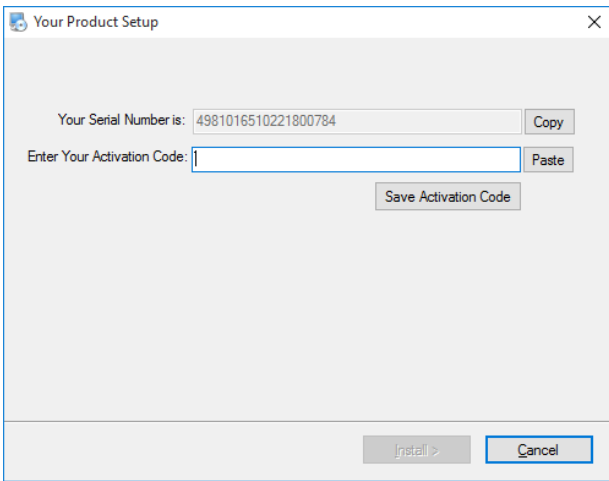 Your Product Setup
Your Serial Number is: 4981016510221800784 Copy
Enter Your Activation Code: Paste
Save Activation Code
Install > Cancel